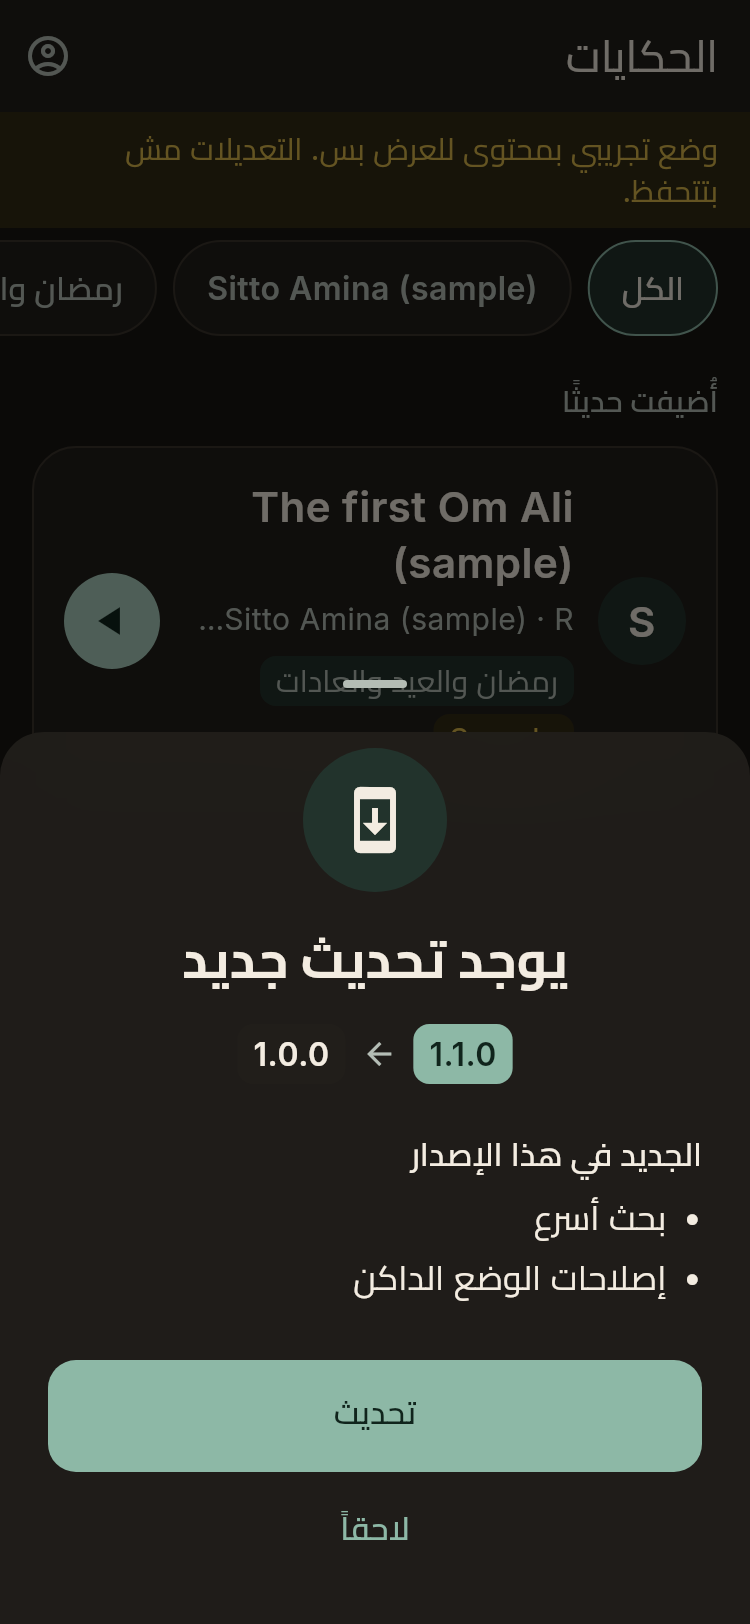 الحكايات
وضع تجريبي بمحتوى للعرض بس. التعديلات مش
بتتحفظ.
الكل
Sitto Amina (sample)
رمضان وا
أُضيفت حديثًا
The first Om Ali
(sample)
Sitto Amina (sample) · R...
S
رمضان والعيد والعادات
يوجد تحديث جديد
1.1.0 ← 1.0.0
الجديد في هذا الإصدار
• بحث أسرع
• إصلاحات الوضع الداكن
تحديث
لاحقاً